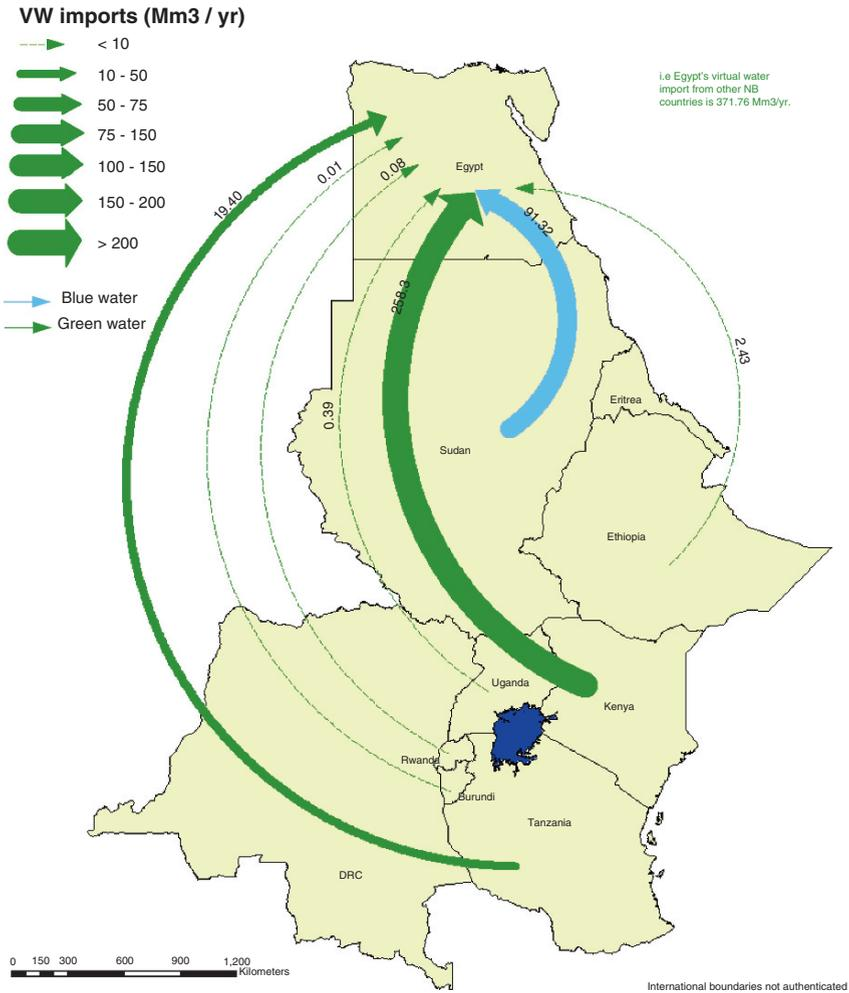 VW imports (Mm3 / yr)
< 10
10 - 50
50 - 75
75 - 150
100 - 150
150 - 200
> 200
Blue water
Green water
i.e Egypt's virtual water
import from other NB
countries is 371.76 Mm3/yr.
Egypt
19.40
0.01
0.08
91.32
258.3
2.43
0.39
Eritrea
Sudan
Ethiopia
Uganda
Kenya
Rwanda
Burundi
Tanzania
DRC
0 150 300 600 900 1,200
Kilometers
International boundaries not authenticated